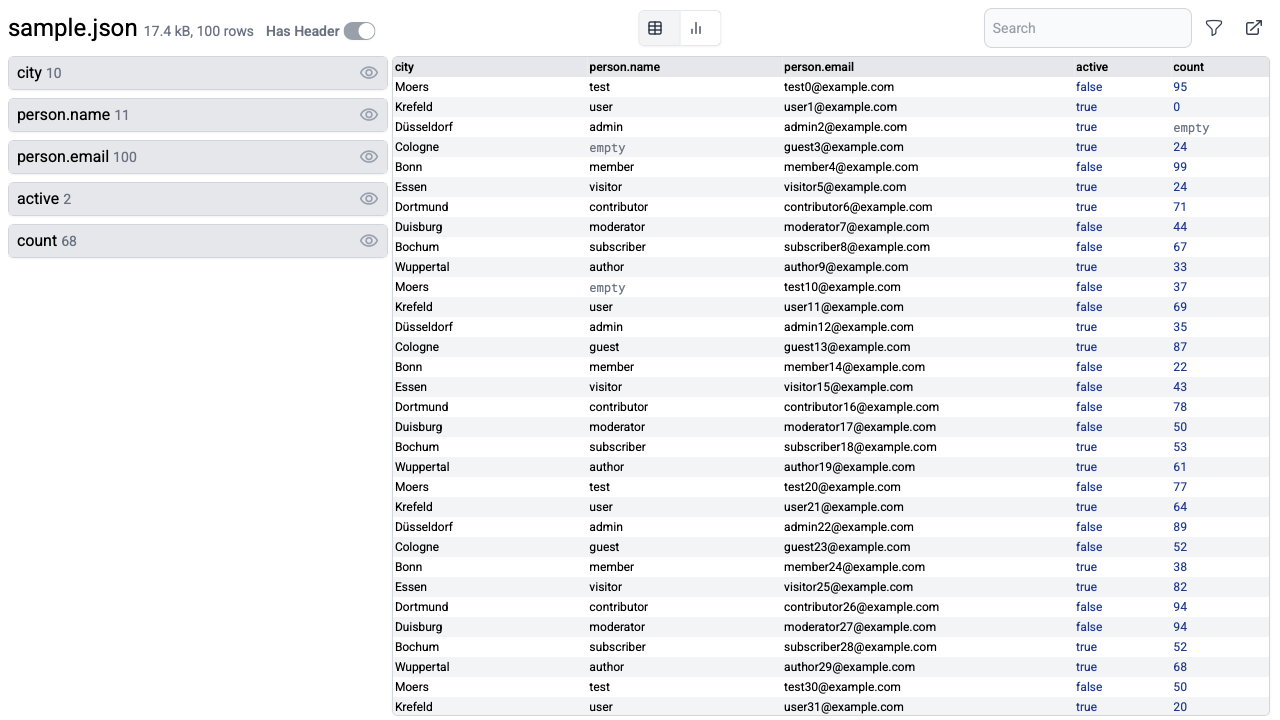 sample.json 17.4 kB, 100 rows Has Header Search
city 10
person.name 11
person.email 100
active 2
count 68
city person.name person.email active count
Moers test test0@example.com false 95
Krefeld user user1@example.com true 0
Düsseldorf admin admin2@example.com true empty
Cologne empty guest3@example.com true 24
Bonn member member4@example.com false 99
Essen visitor visitor5@example.com true 24
Dortmund contributor contributor6@example.com true 71
Duisburg moderator moderator7@example.com false 44
Bochum subscriber subscriber8@example.com false 67
Wuppertal author author9@example.com true 33
Moers empty test10@example.com false 37
Krefeld user user11@example.com false 69
Düsseldorf admin admin12@example.com true 35
Cologne guest guest13@example.com true 87
Bonn member member14@example.com false 22
Essen visitor visitor15@example.com false 43
Dortmund contributor contributor16@example.com false 78
Duisburg moderator moderator17@example.com false 50
Bochum subscriber subscriber18@example.com true 53
Wuppertal author author19@example.com true 61
Moers test test20@example.com false 77
Krefeld user user21@example.com true 64
Düsseldorf admin admin22@example.com false 89
Cologne guest guest23@example.com false 52
Bonn member member24@example.com true 38
Essen visitor visitor25@example.com true 82
Dortmund contributor contributor26@example.com false 94
Duisburg moderator moderator27@example.com false 94
Bochum subscriber subscriber28@example.com true 52
Wuppertal author author29@example.com true 68
Moers test test30@example.com false 50
Krefeld user user31@example.com true 20